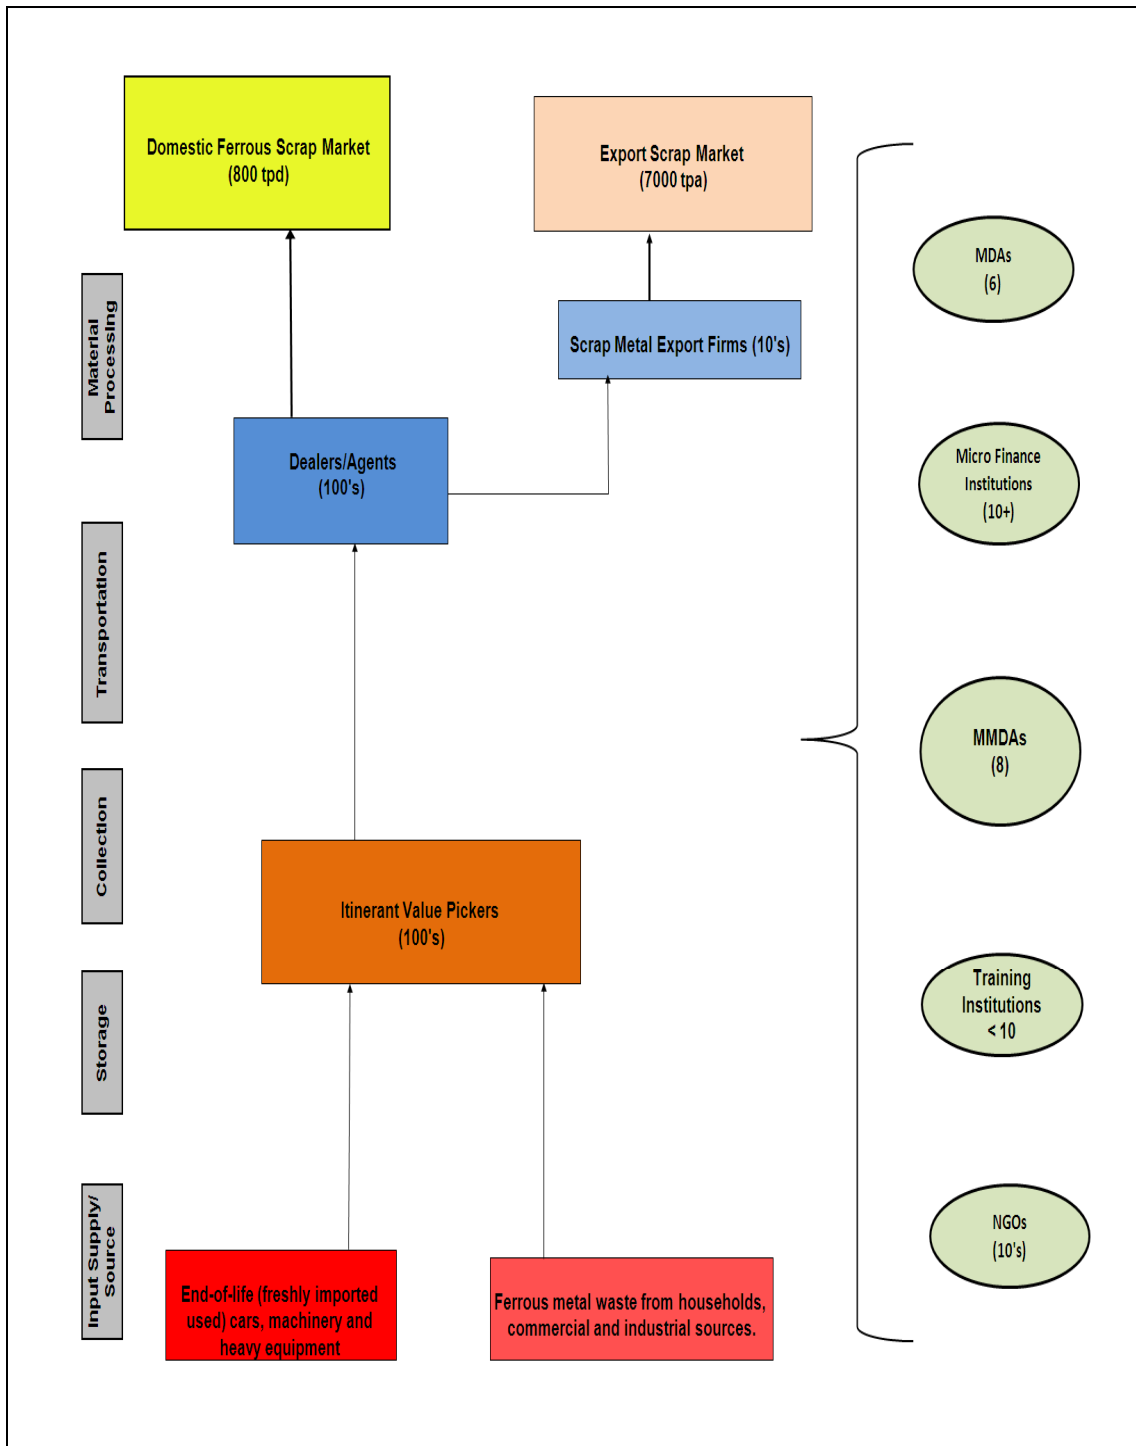 Domestic Ferrous Scrap Market
(800 tpd)
Export Scrap Market
(7000 tpa)
MDAs
(6)
Material
Processing
Scrap Metal Export Firms (10's)
Dealers/Agents
(100's)
Micro Finance
Institutions
(10+)
Transportation
MMDAs
(8)
Collection
Itinerant Value Pickers
(100's)
Storage
Training
Institutions
< 10
Input Supply/
Source
NGOs
(10's)
End-of-life (freshly imported
used) cars, machinery and
heavy equipment
Ferrous metal waste from households,
commercial and industrial sources.